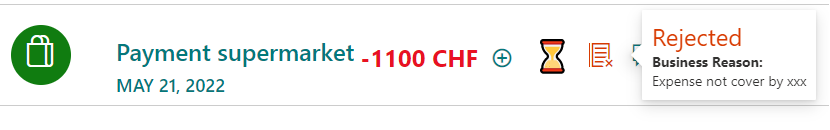 Payment supermarket -1100 CHF
MAY 21, 2022
Rejected
Business Reason:
Expense not cover by xxx